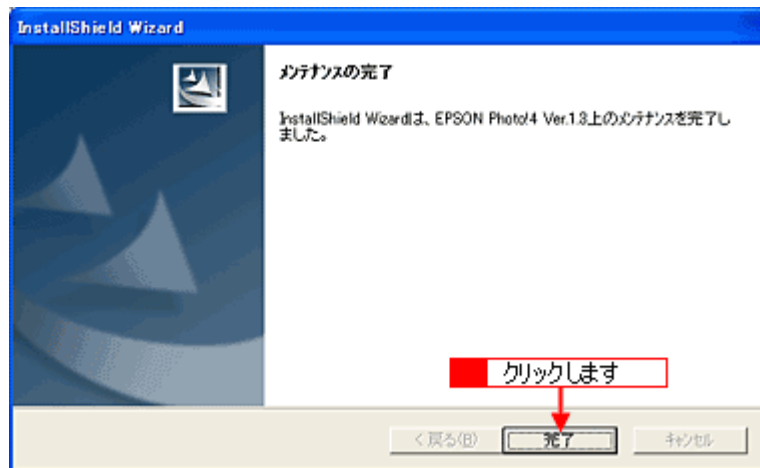 InstallShield Wizard
メンテナンスの完了
InstallShield Wizardは、EPSON Photo!4 Ver.1.3上のメンテナンスを完了し
ました。
クリックします
< 戻る(B)
完了
キャンセル